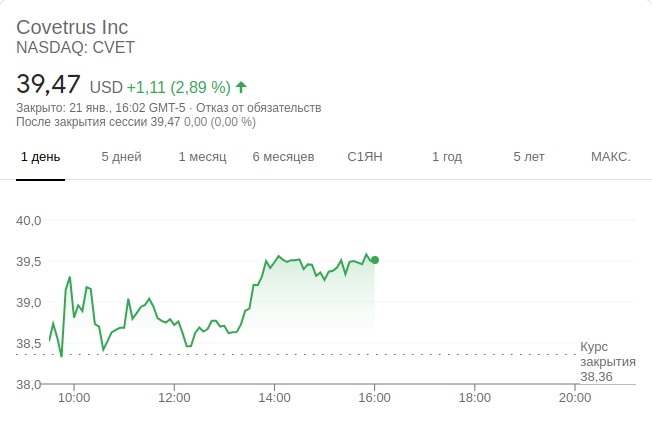 Covetrus Inc
NASDAQ: CVET
39,47 USD +1,11 (2,89 %)
Закрыто: 21 янв., 16:02 GMT-5 · Отказ от обязательств
После закрытия сессии 39,47 0,00 (0,00 %)
1 день 5 дней 1 месяц 6 месяцев С1ЯН 1 год 5 лет МАКС.
40,0
39,5
39,0
38,5
38,0
Курс
закрытия
38,36
10:00 12:00 14:00 16:00 18:00 20:00